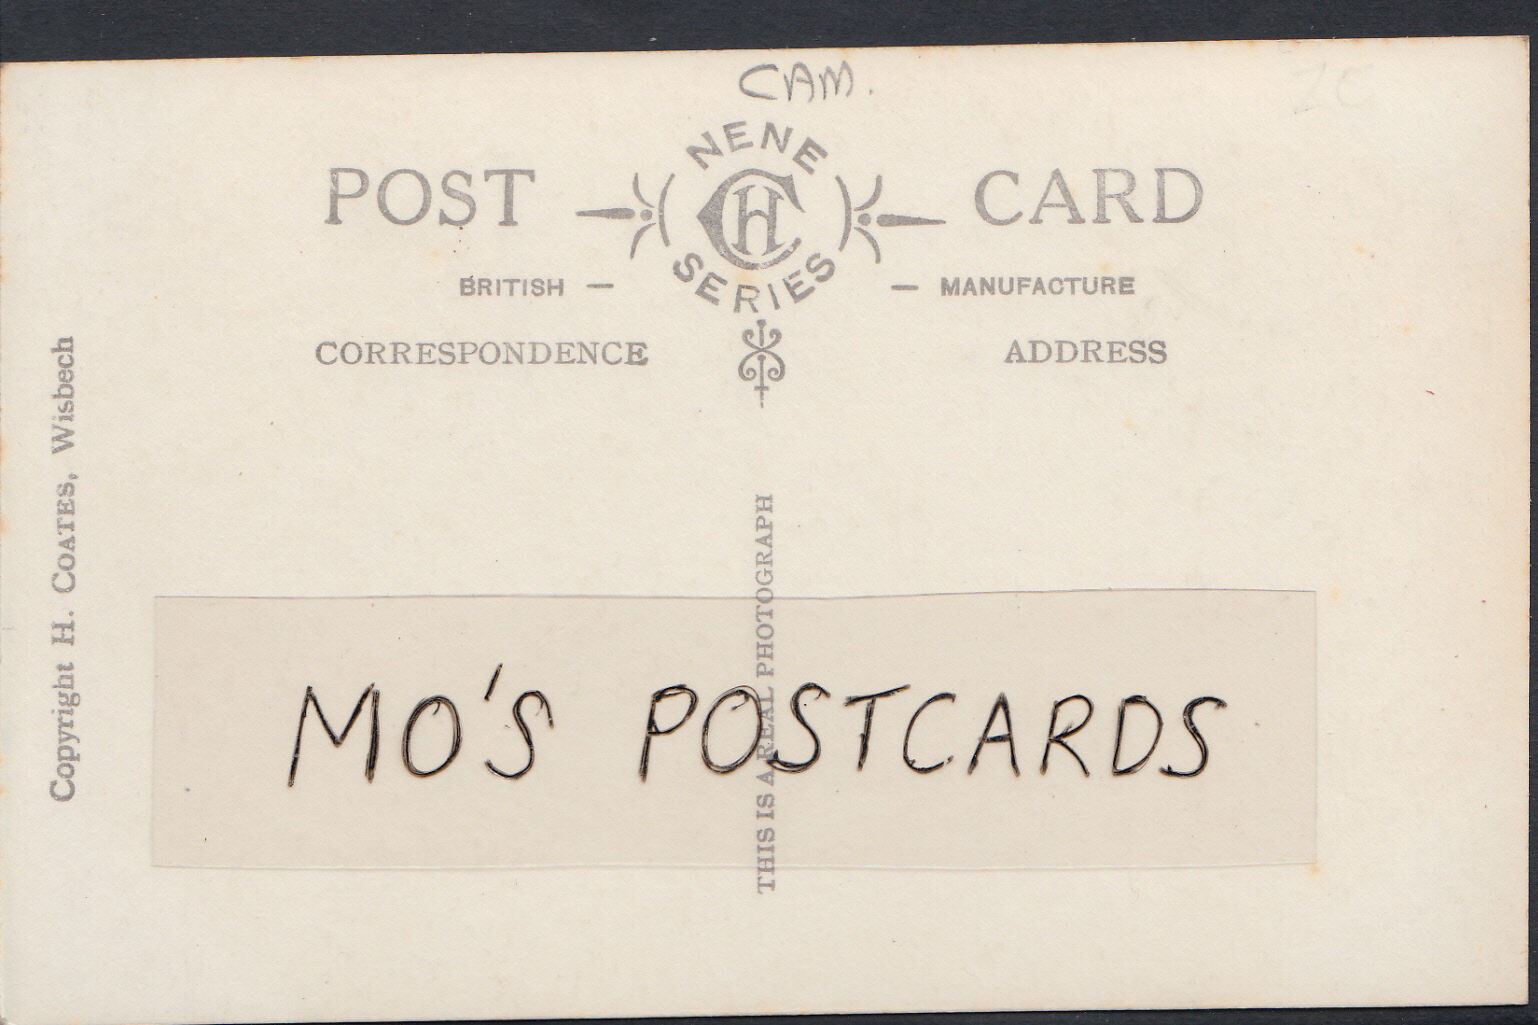 CAM.
NENE
POST CARD
CH
SERIES
BRITISH — — MANUFACTURE
CORRESPONDENCE ADDRESS
Copyright H. COATES, Wisbech
THIS IS A REAL PHOTOGRAPH
MO'S POSTCARDS